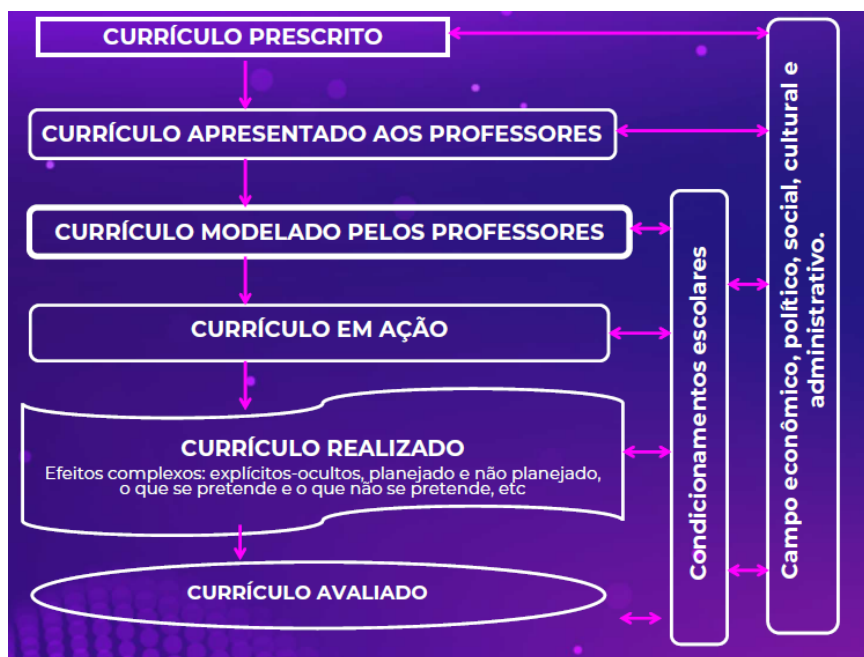 CURRÍCULO PRESCRITO
CURRÍCULO APRESENTADO AOS PROFESSORES
CURRÍCULO MODELADO PELOS PROFESSORES
CURRÍCULO EM AÇÃO
CURRÍCULO REALIZADO
Efeitos complexos: explícitos-ocultos, planejado e não planejado,
o que se pretende e o que não se pretende, etc
CURRÍCULO AVALIADO
Condicionamentos escolares
Campo econômico, político, social, cultural e
administrativo.